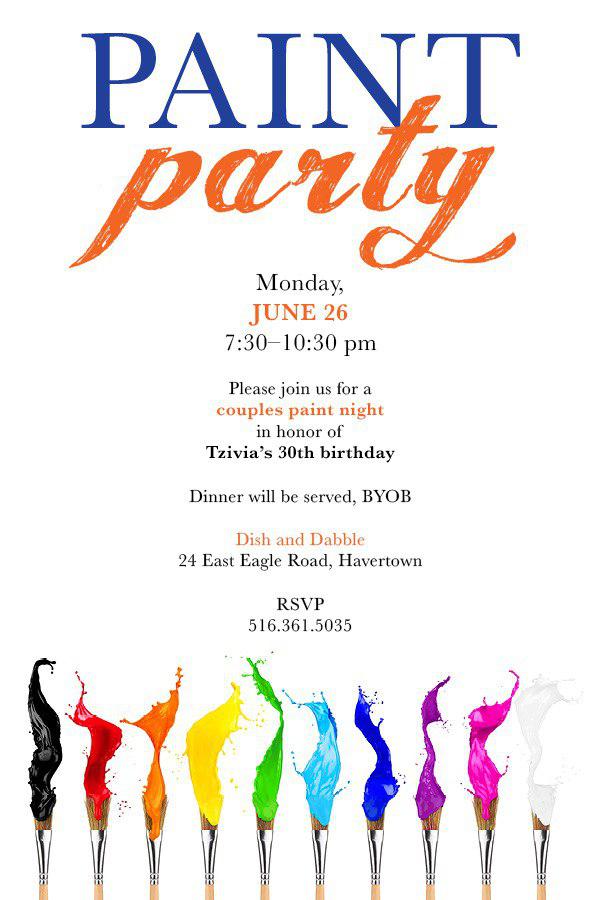 PAINT
party
Monday,
JUNE 26
7:30–10:30 pm
Please join us for a
couples paint night
in honor of
Tzivia’s 30th birthday
Dinner will be served, BYOB
Dish and Dabble
24 East Eagle Road, Havertown
RSVP
516.361.5035